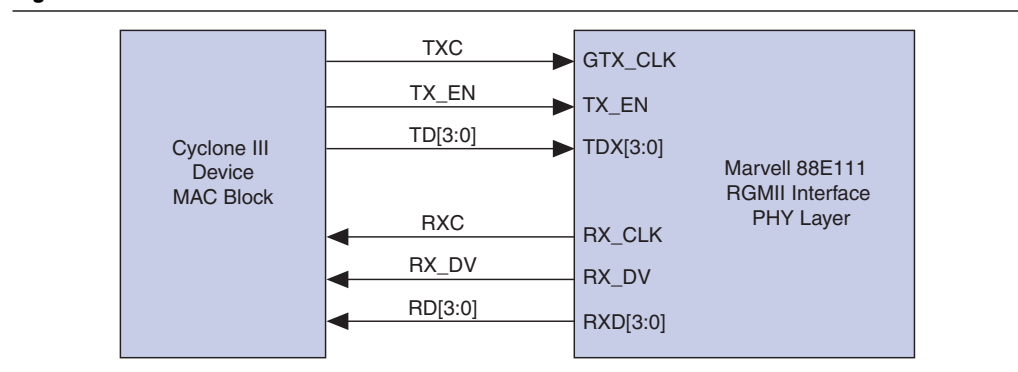 TXC
GTX_CLK
TX_EN
TX_EN
TD[3:0]
TDX[3:0]
Cyclone III
Device
MAC Block
Marvell 88E111
RGMII Interface
PHY Layer
RXC
RX_CLK
RX_DV
RX_DV
RD[3:0]
RXD[3:0]